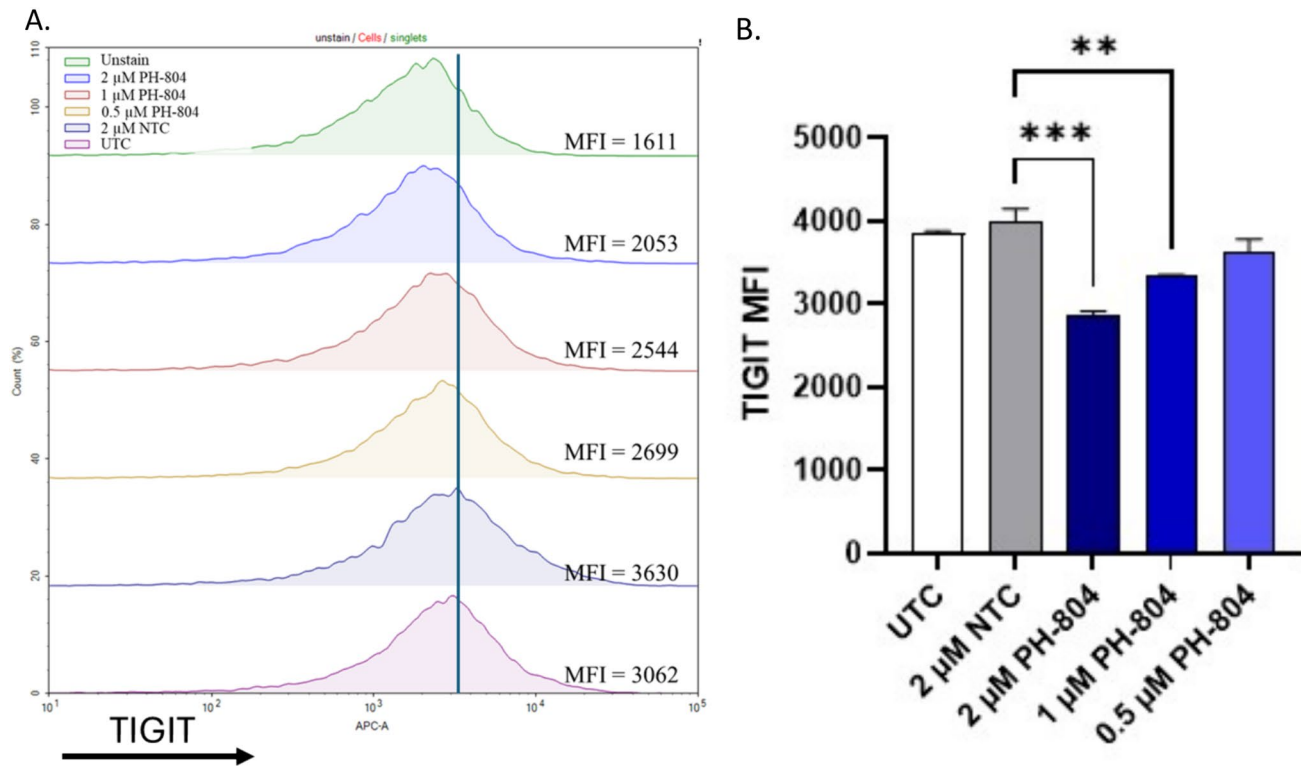 A.
unstain / Cells / singlets
110
100
80
60
40
20
0
Count (%)
Unstain
2 μM PH-804
1 μM PH-804
0.5 μM PH-804
2 μM NTC
UTC
MFI = 1611
MFI = 2053
MFI = 2544
MFI = 2699
MFI = 3630
MFI = 3062
10¹ 10² 10³ 10⁴ 10⁵
APC-A
TIGIT
B.
**
***
5000
4000
3000
2000
1000
0
TIGIT MFI
UTC
2 μM NTC
2 μM PH-804
1 μM PH-804
0.5 μM PH-804